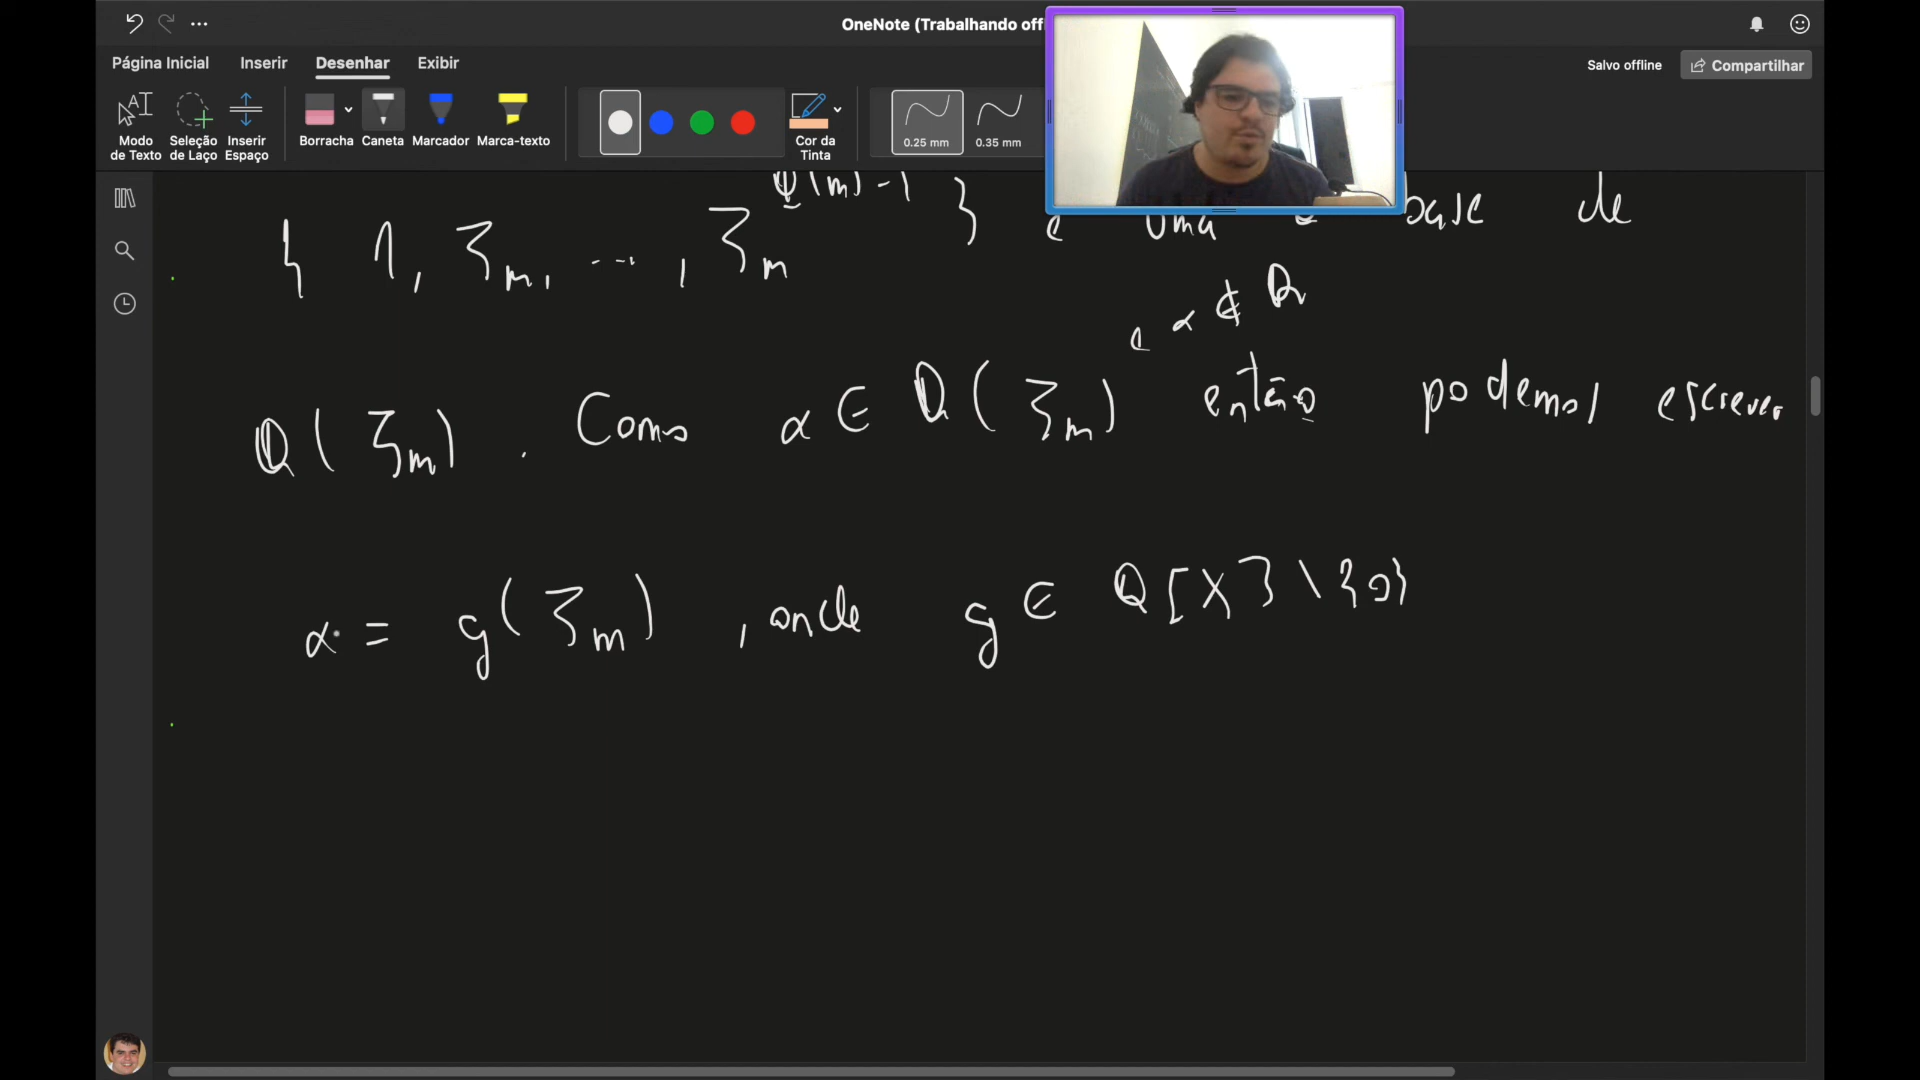 OneNote (Trabalhando offl
Página Inicial Inserir Desenhar Exibir
Salvo offline Compartilhar
Modo de Texto
Seleção de Laço
Inserir Espaço
Borracha
Caneta
Marcador
Marca-texto
Cor da Tinta
0.25 mm
0.35 mm
{ 1, ζₘ, ..., ζₘ^φ(m)-1 } é uma base de
e α ∉ ℚ
ℚ(ζₘ). Como α ∈ ℚ(ζₘ) então podemos escrever
α = g(ζₘ), onde g ∈ ℚ[X] \ {0}